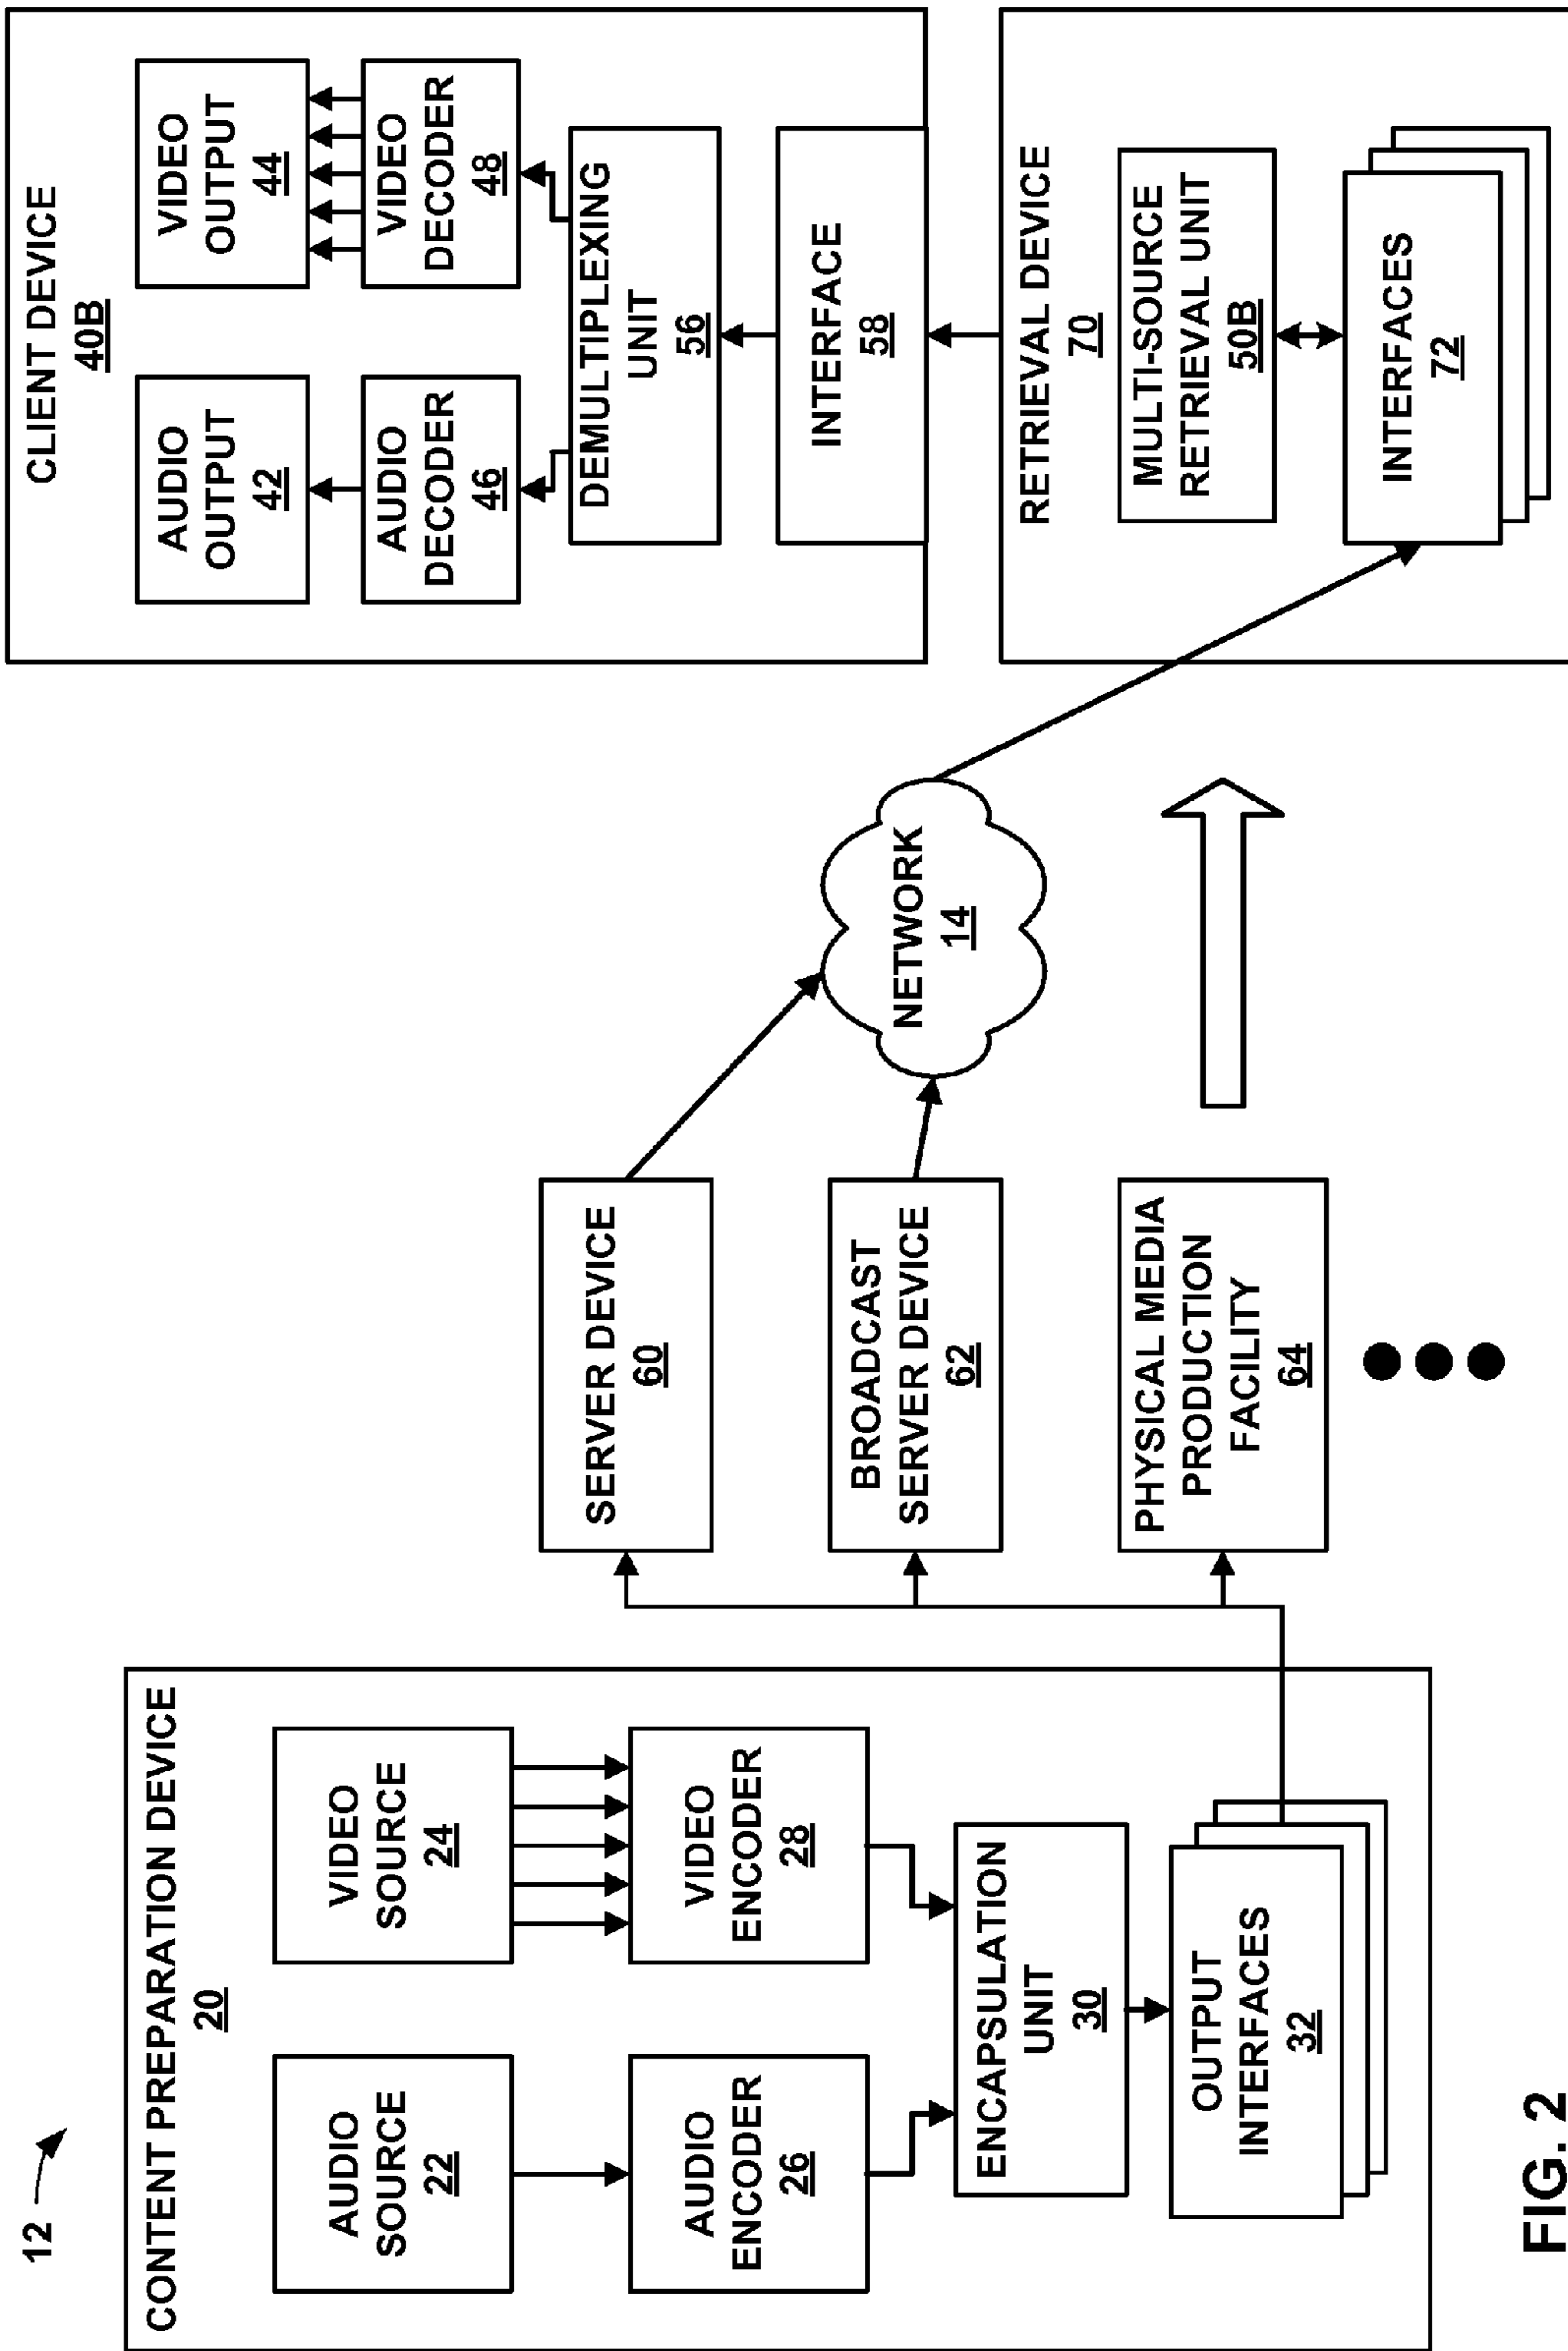 12
CONTENT PREPARATION DEVICE
20
AUDIO
SOURCE
22
VIDEO
SOURCE
24
AUDIO
ENCODER
26
VIDEO
ENCODER
28
ENCAPSULATION
UNIT
30
OUTPUT
INTERFACES
32
SERVER DEVICE
60
BROADCAST
SERVER DEVICE
62
PHYSICAL MEDIA
PRODUCTION
FACILITY
64
NETWORK
14
CLIENT DEVICE
40B
AUDIO
OUTPUT
42
VIDEO
OUTPUT
44
AUDIO
DECODER
46
VIDEO
DECODER
48
DEMULTIPLEXING
UNIT
56
INTERFACE
58
RETRIEVAL DEVICE
70
MULTI-SOURCE
RETRIEVAL UNIT
50B
INTERFACES
72
FIG. 2